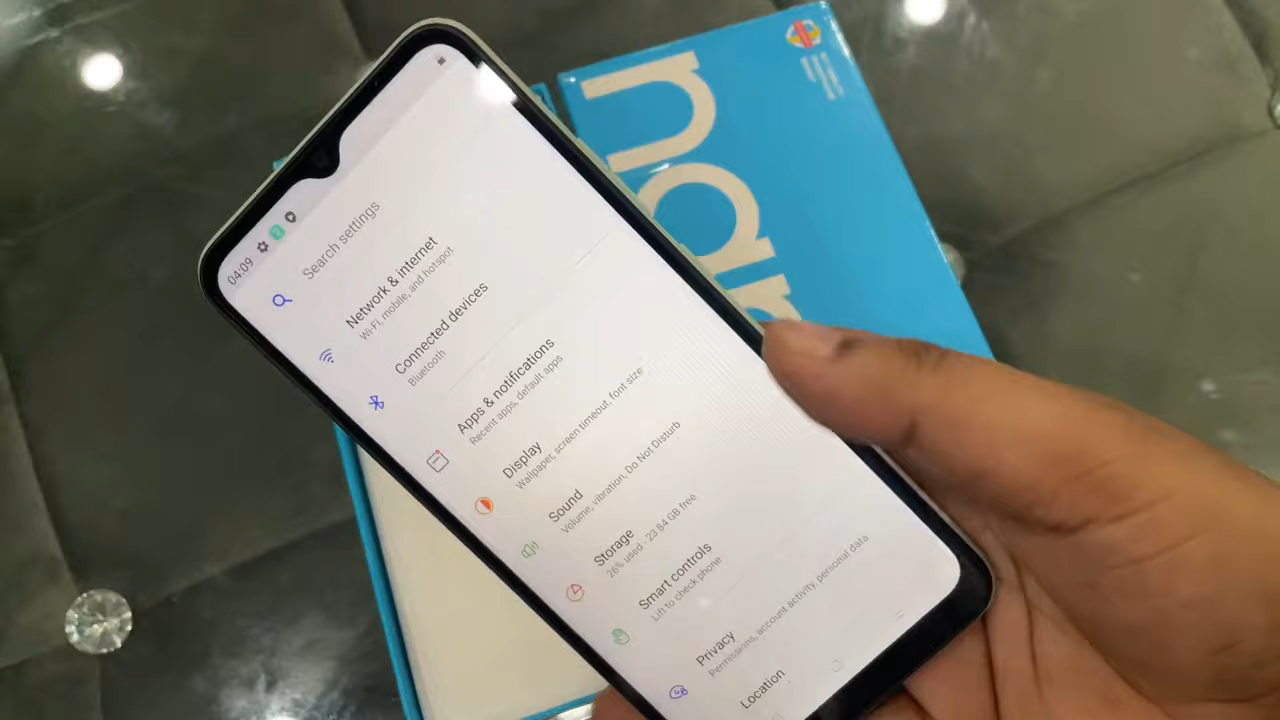 04:09
Search settings
Network & internet
Wi-Fi, mobile, and hotspot
Connected devices
Bluetooth
Apps & notifications
Recent apps, default apps
Display
Wallpaper, screen timeout, font size
Sound
Volume, vibration, Do Not Disturb
Storage
26% used - 23.84 GB free
Smart controls
Lift to check phone
Privacy
Permissions, account activity, personal data
Location
nar